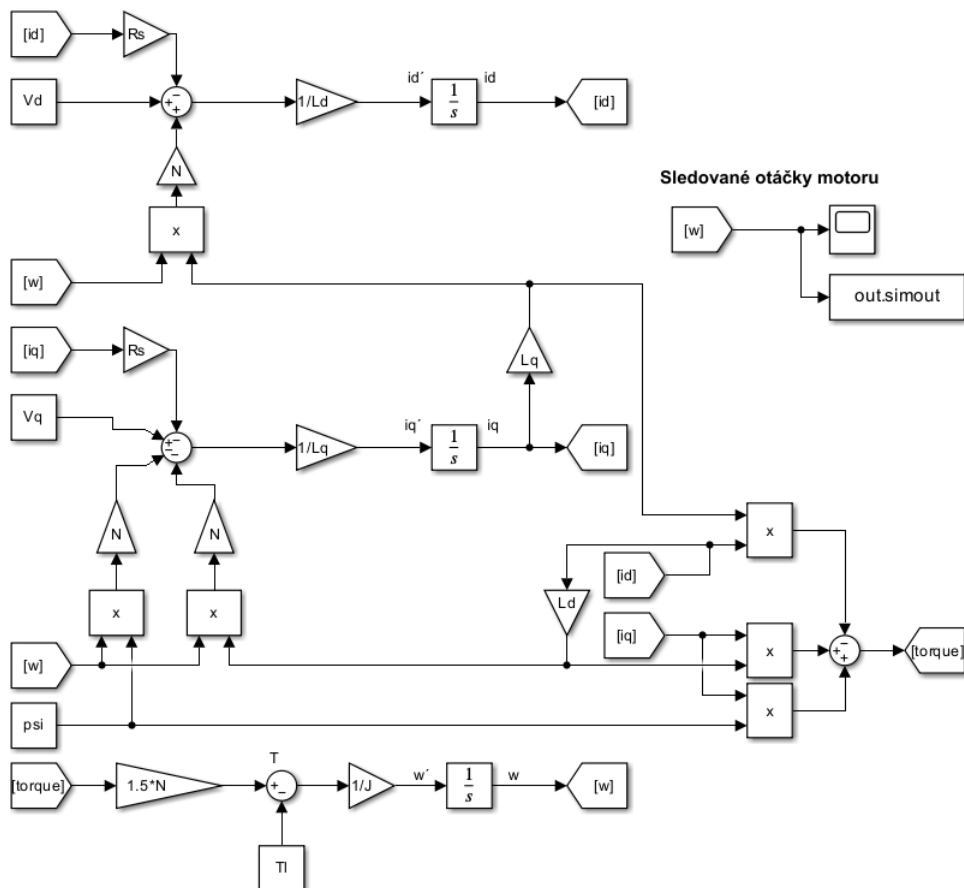 [id]
Rs
Vd
− + +
1/Ld
id´
1
s
id
[id]
N
x
[w]
Sledované otáčky motoru
[w]
out.simout
[iq]
Rs
Lq
Vq
+ − − −
1/Lq
iq´
1
s
iq
[iq]
N
N
x
x
x
[id]
Ld
[iq]
x
− + +
[torque]
[w]
x
psi
[torque]
1.5*N
T
+ −
1/J
w´
1
s
w
[w]
Tl